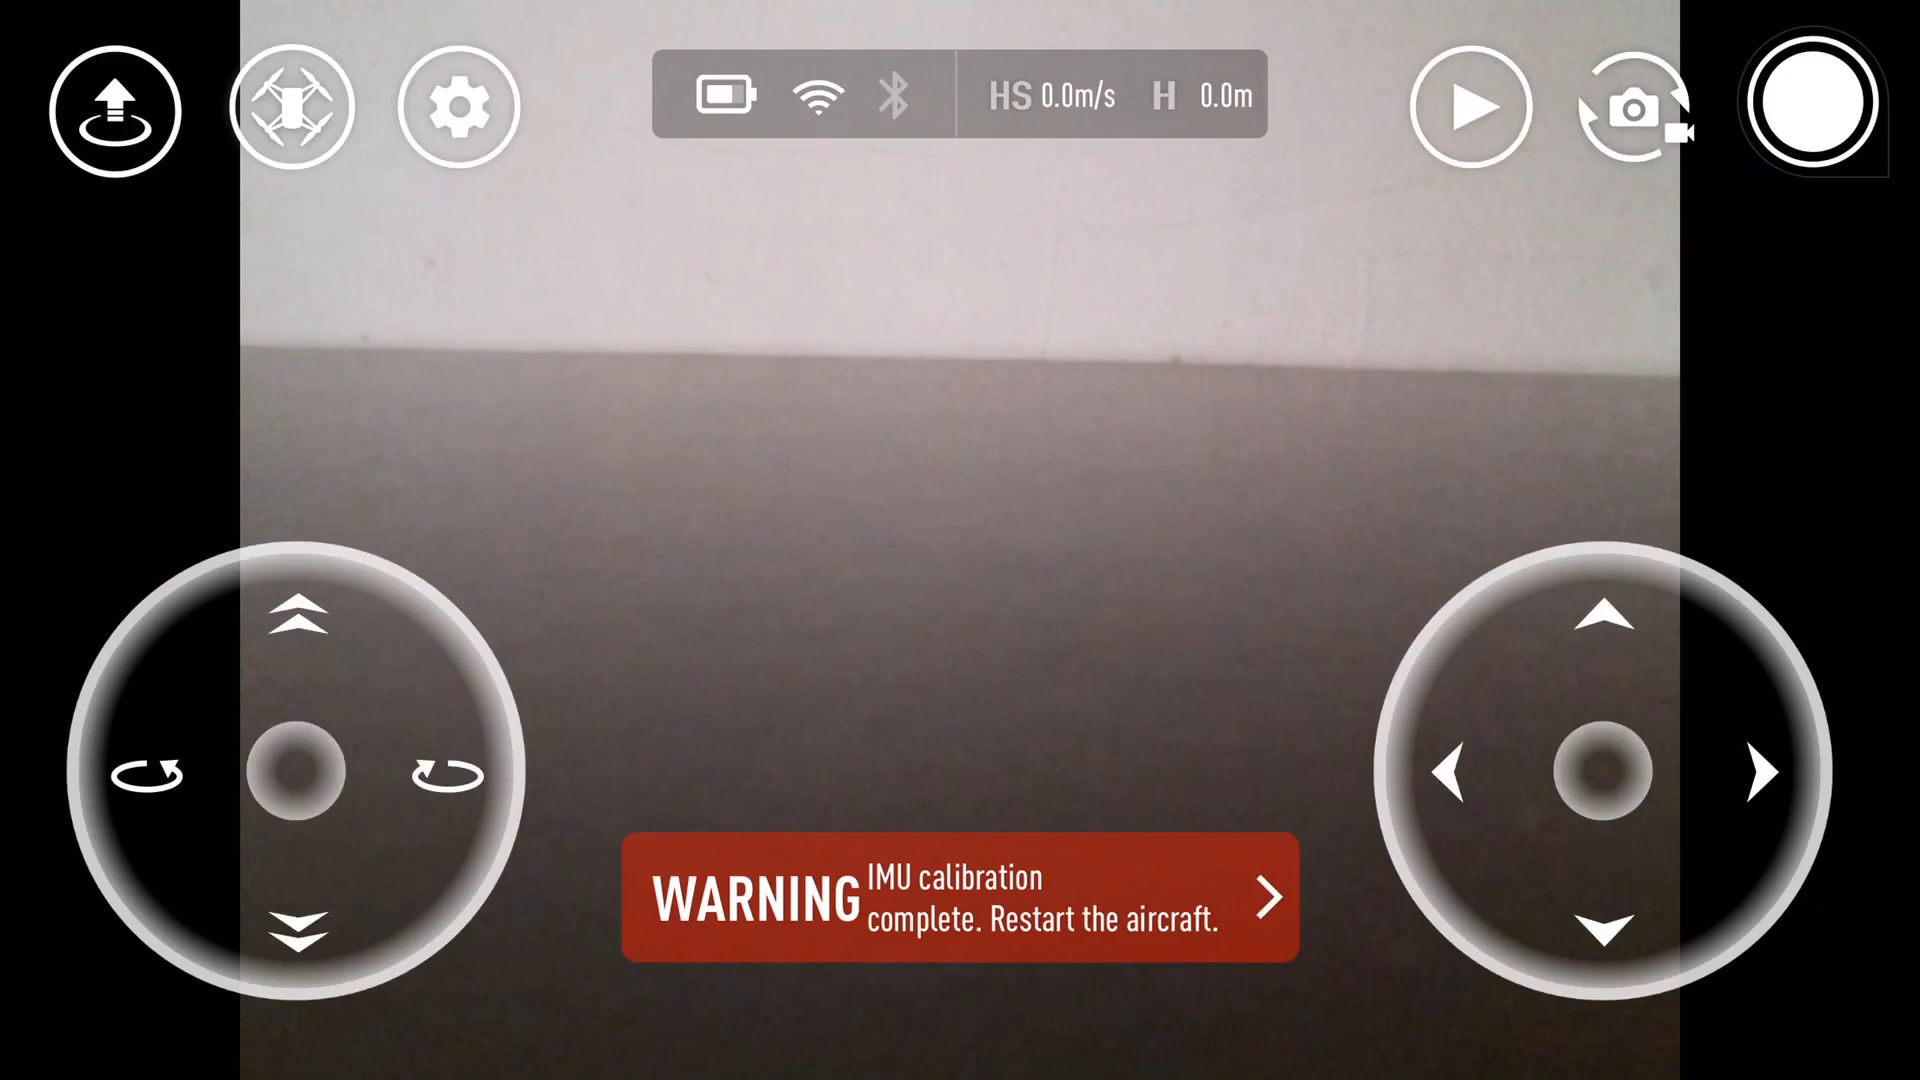 HS 0.0m/s H 0.0m
WARNING
IMU calibration
complete. Restart the aircraft.